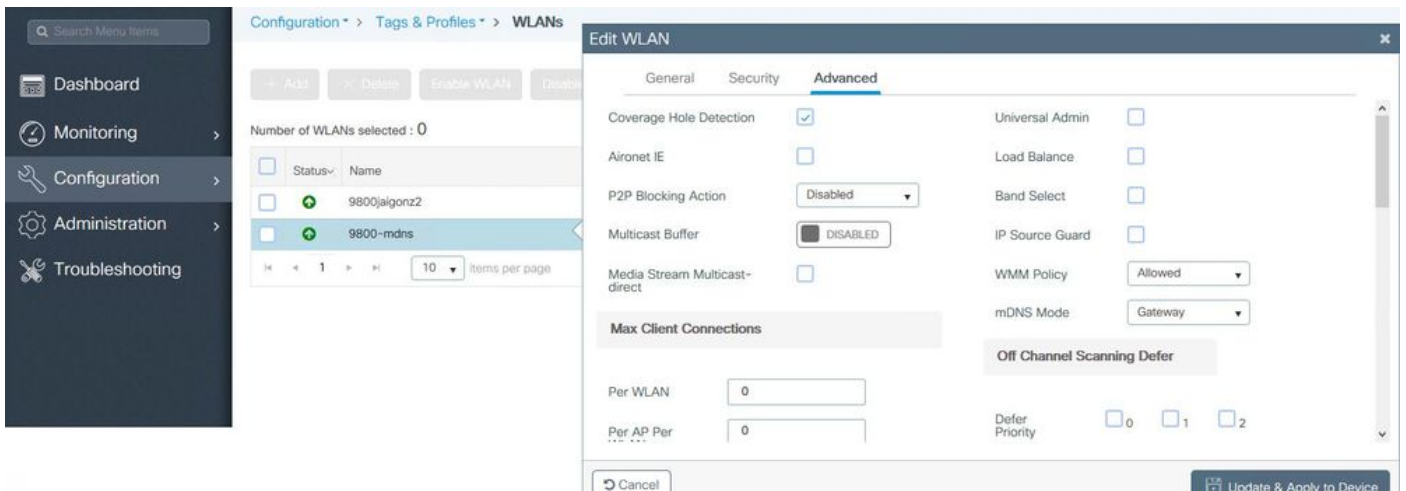 Search Menu Items
Dashboard
Monitoring
Configuration
Administration
Troubleshooting
Configuration > Tags & Profiles > WLANs
+ Add
× Delete
Enable WLAN
Number of WLANs selected : 0
Status Name
9800jaigonz2
9800-mdns
1
10 items per page
Edit WLAN
General Security Advanced
Coverage Hole Detection
Aironet IE
P2P Blocking Action Disabled
Multicast Buffer DISABLED
Media Stream Multicast-
direct
Max Client Connections
Per WLAN 0
Per AP Per 0
Universal Admin
Load Balance
Band Select
IP Source Guard
WMM Policy Allowed
mDNS Mode Gateway
Off Channel Scanning Defer
Defer
Priority
0 1 2
Cancel
Update & Apply to Device